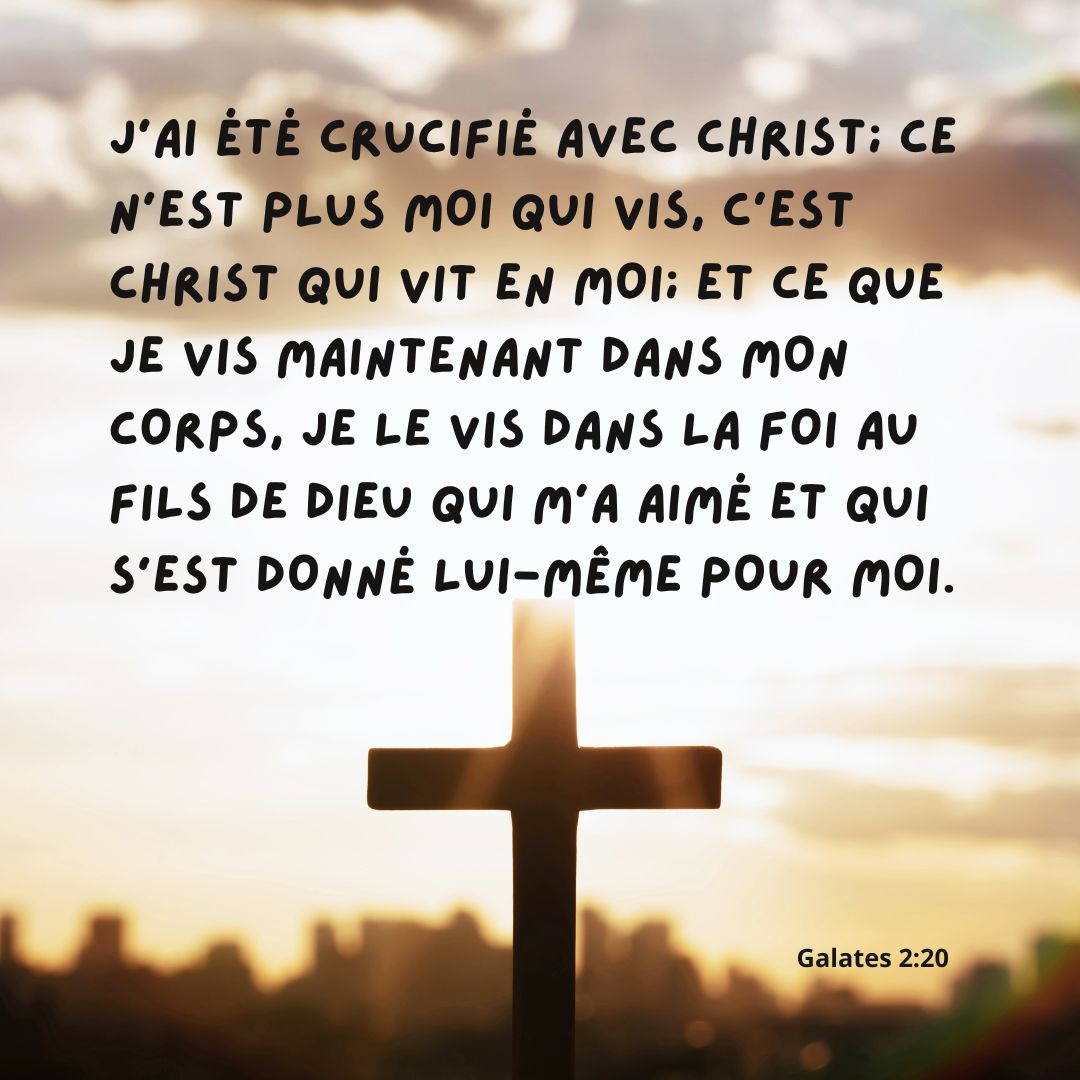 J'AI ÉTÉ CRUCIFIÉ AVEC CHRIST; CE
N'EST PLUS MOI QUI VIS, C'EST
CHRIST QUI VIT EN MOI; ET CE QUE
JE VIS MAINTENANT DANS MON
CORPS, JE LE VIS DANS LA FOI AU
FILS DE DIEU QUI M'A AIMÉ ET QUI
S'EST DONNÉ LUI-MÊME POUR MOI.
Galates 2:20